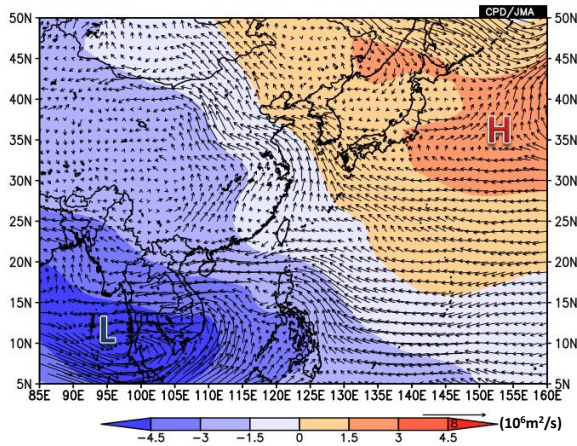 CPD/JMA
50N 50N
45N 45N
40N 40N
H
35N 35N
30N 30N
25N 25N
20N 20N
15N 15N
L
10N 10N
5N 5N
85E 90E 95E 100E 105E 110E 115E 120E 125E 130E 135E 140E 145E 150E 155E 160E
8
(10⁶m²/s)
-4.5 -3 -1.5 0 1.5 3 4.5